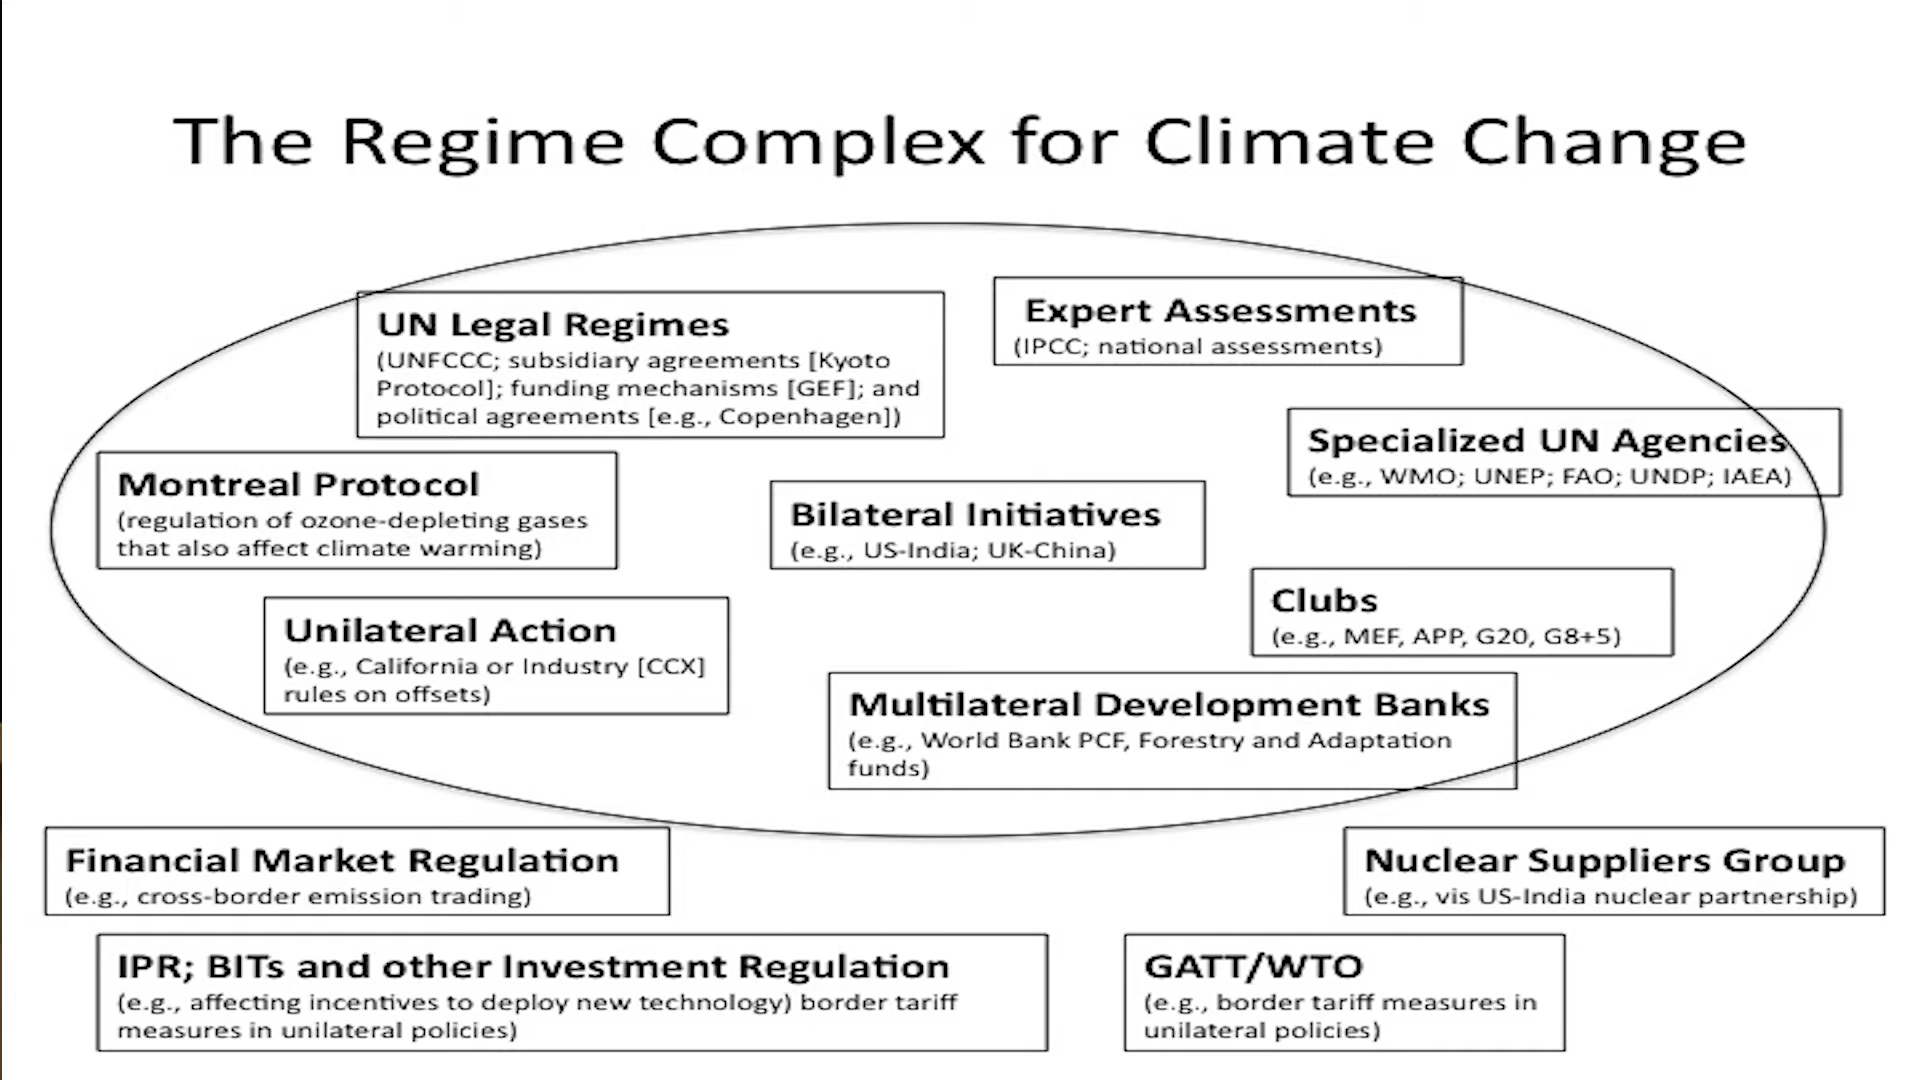 The Regime Complex for Climate Change
UN Legal Regimes
(UNFCCC; subsidiary agreements [Kyoto
Protocol]; funding mechanisms [GEF]; and
political agreements [e.g., Copenhagen])
Expert Assessments
(IPCC; national assessments)
Specialized UN Agencies
(e.g., WMO; UNEP; FAO; UNDP; IAEA)
Montreal Protocol
(regulation of ozone-depleting gases
that also affect climate warming)
Bilateral Initiatives
(e.g., US-India; UK-China)
Clubs
(e.g., MEF, APP, G20, G8+5)
Unilateral Action
(e.g., California or Industry [CCX]
rules on offsets)
Multilateral Development Banks
(e.g., World Bank PCF, Forestry and Adaptation
funds)
Financial Market Regulation
(e.g., cross-border emission trading)
Nuclear Suppliers Group
(e.g., vis US-India nuclear partnership)
IPR; BITs and other Investment Regulation
(e.g., affecting incentives to deploy new technology) border tariff
measures in unilateral policies)
GATT/WTO
(e.g., border tariff measures in
unilateral policies)